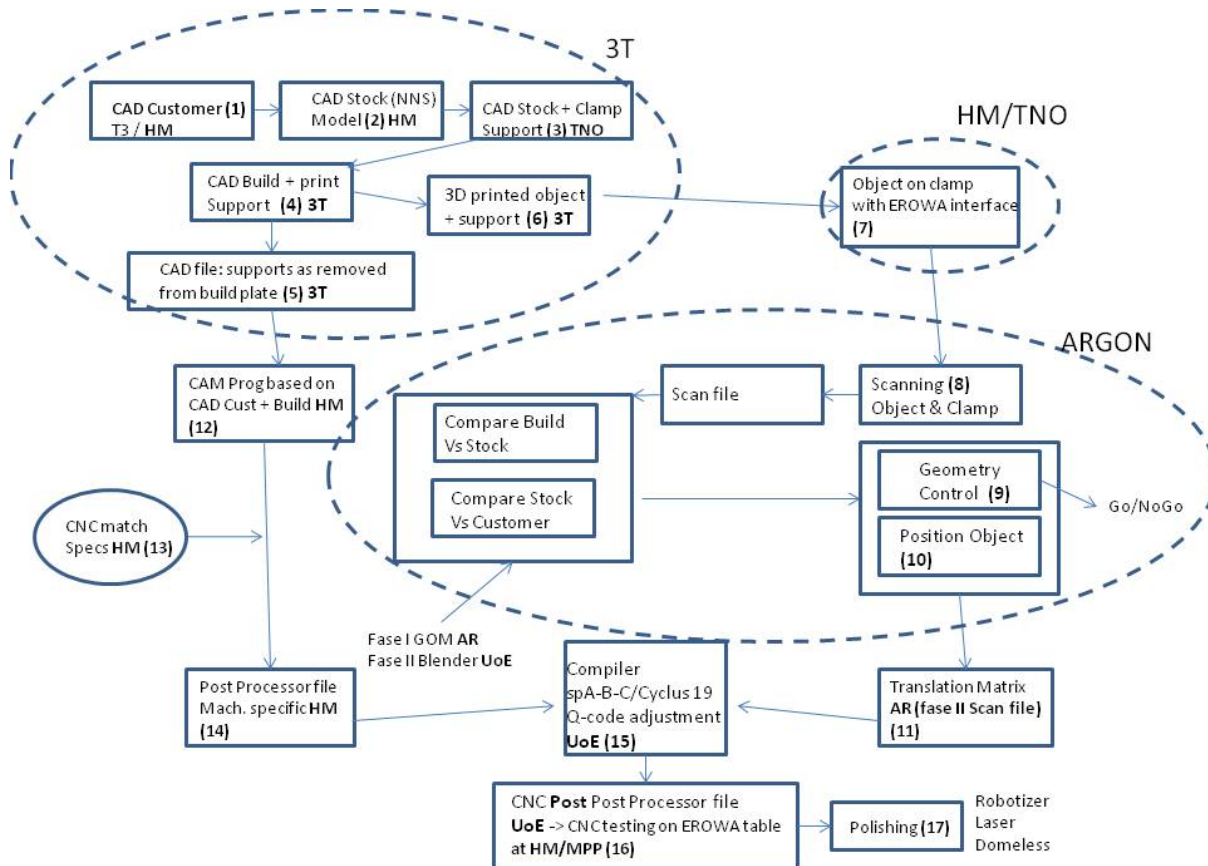 3T
CAD Customer (1)
T3 / HM
CAD Stock (NNS)
Model (2) HM
CAD Stock + Clamp
Support (3) TNO
HM/TNO
CAD Build + print
Support (4) 3T
3D printed object
+ support (6) 3T
Object on clamp
with EROWA interface
(7)
CAD file: supports as removed
from build plate (5) 3T
ARGON
CAM Prog based on
CAD Cust + Build HM
(12)
Scan file
Scanning (8)
Object & Clamp
Compare Build
Vs Stock
Compare Stock
Vs Customer
Geometry
Control (9)
Go/NoGo
Position Object
(10)
CNC match
Specs HM (13)
Fase I GOM AR
Fase II Blender UoE
Post Processor file
Mach. specific HM
(14)
Compiler
spA-B-C/Cyclus 19
Q-code adjustment
UoE (15)
Translation Matrix
AR (fase II Scan file)
(11)
CNC Post Post Processor file
UoE -> CNC testing on EROWA table
at HM/MPP (16)
Polishing (17)
Robotizer
Laser
Domeless